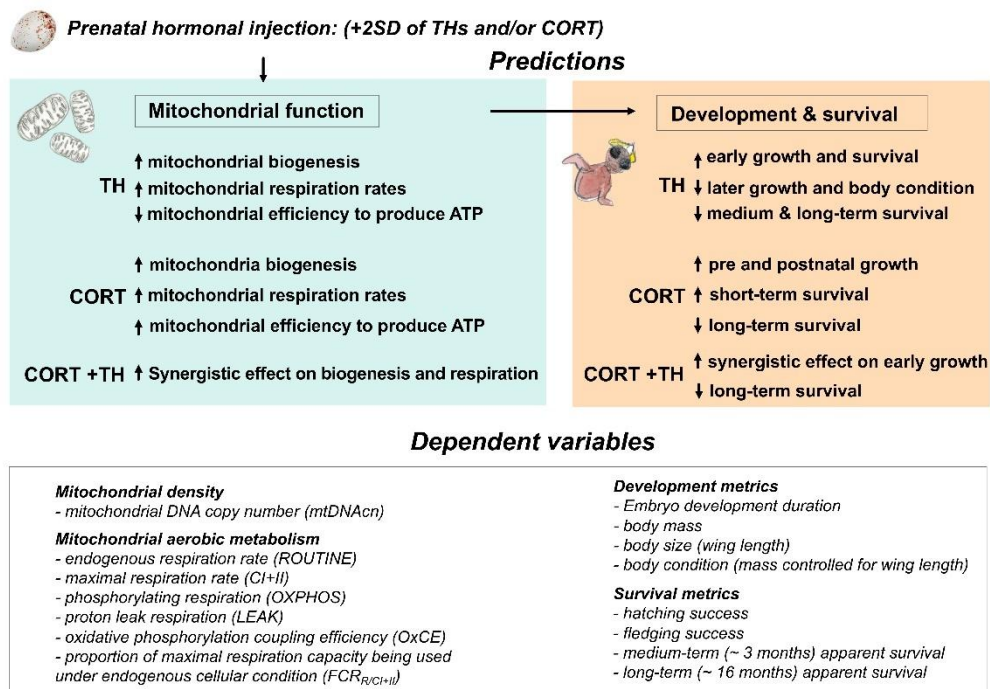 Prenatal hormonal injection: (+2SD of THs and/or CORT)
Predictions
Mitochondrial function
↑ mitochondrial biogenesis
TH ↑ mitochondrial respiration rates
↓ mitochondrial efficiency to produce ATP
↑ mitochondria biogenesis
CORT ↑ mitochondrial respiration rates
↑ mitochondrial efficiency to produce ATP
CORT +TH ↑ Synergistic effect on biogenesis and respiration
Development & survival
↑ early growth and survival
TH ↓ later growth and body condition
↓ medium & long-term survival
↑ pre and postnatal growth
CORT ↑ short-term survival
↓ long-term survival
↑ synergistic effect on early growth
CORT +TH
↓ long-term survival
Dependent variables
Mitochondrial density
- mitochondrial DNA copy number (mtDNAcn)
Mitochondrial aerobic metabolism
- endogenous respiration rate (ROUTINE)
- maximal respiration rate (CI+II)
- phosphorylating respiration (OXPHOS)
- proton leak respiration (LEAK)
- oxidative phosphorylation coupling efficiency (OxCE)
- proportion of maximal respiration capacity being used
under endogenous cellular condition (FCR_R/CI+II)
Development metrics
- Embryo development duration
- body mass
- body size (wing length)
- body condition (mass controlled for wing length)
Survival metrics
- hatching success
- fledging success
- medium-term (~ 3 months) apparent survival
- long-term (~ 16 months) apparent survival